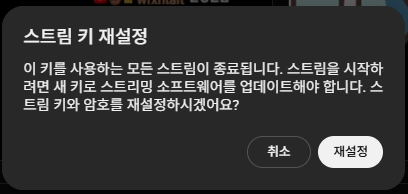 스트림 키 재설정
이 키를 사용하는 모든 스트림이 종료됩니다. 스트림을 시작하
려면 새 키로 스트리밍 소프트웨어를 업데이트해야 합니다. 스
트림 키와 암호를 재설정하시겠어요?
취소
재설정